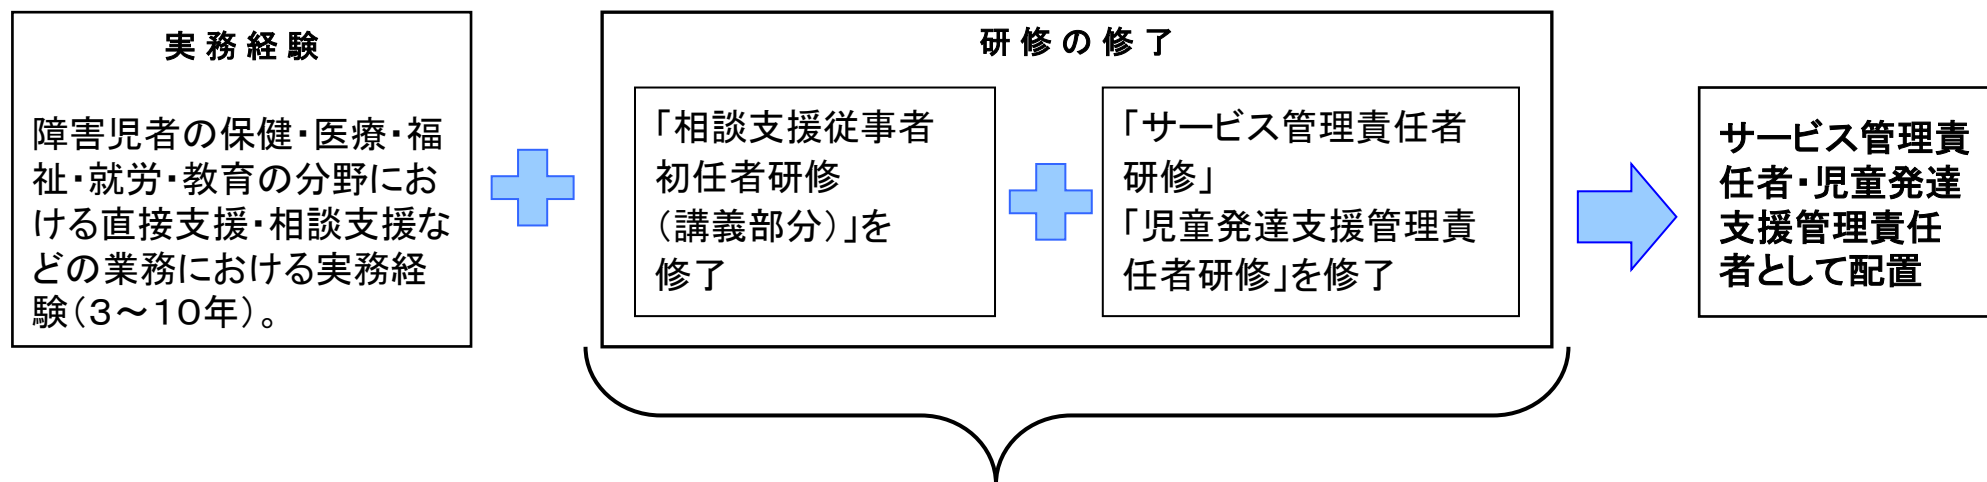 実務経験
障害児者の保健・医療・福
祉・就労・教育の分野にお
ける直接支援・相談支援な
どの業務における実務経
験（３～１０年）。
研修の修了
「相談支援従事者
初任者研修
（講義部分）」を
修了
「サービス管理責任者
研修」
「児童発達支援管理責
任者研修」を修了
サービス管理責
任者・児童発達
支援管理責任
者として配置